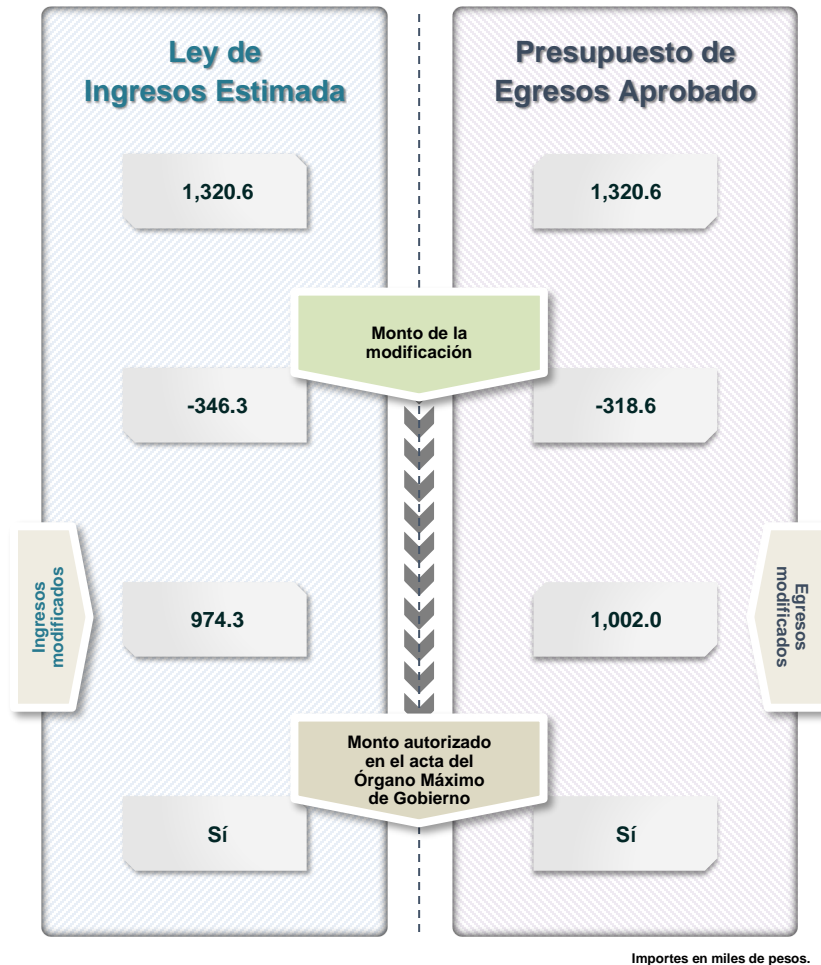 Ley de
Ingresos Estimada
Presupuesto de
Egresos Aprobado
1,320.6
1,320.6
Monto de la
modificación
-346.3
-318.6
Ingresos
modificados
974.3
1,002.0
Egresos
modificados
Monto autorizado
en el acta del
Órgano Máximo
de Gobierno
Sí
Sí
Importes en miles de pesos.